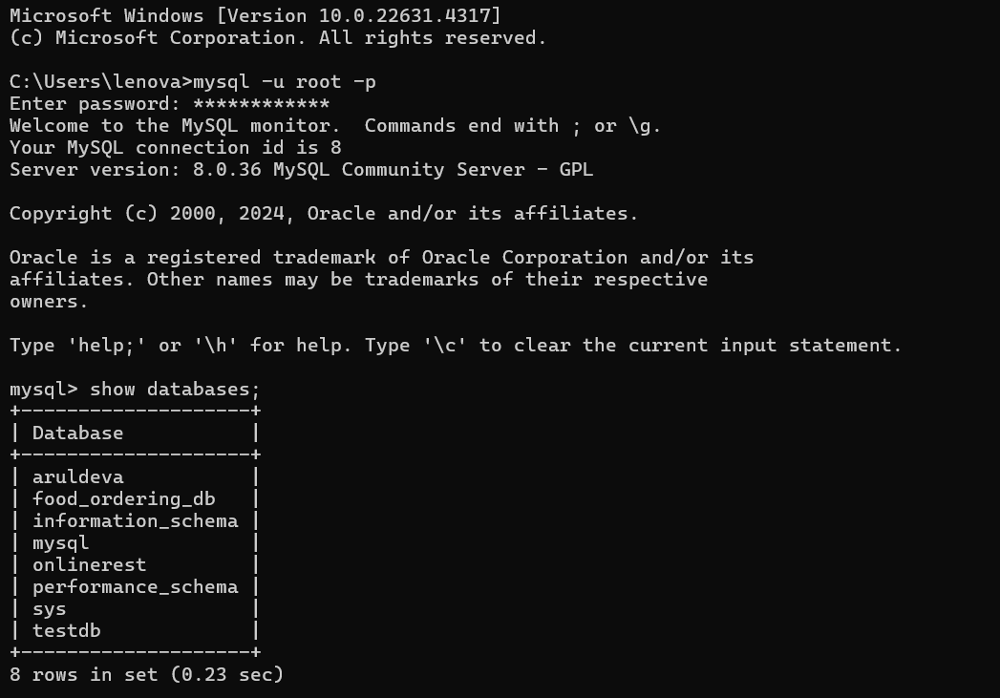 Microsoft Windows [Version 10.0.22631.4317]
(c) Microsoft Corporation. All rights reserved.

C:\Users\lenova>mysql -u root -p
Enter password: ************
Welcome to the MySQL monitor.  Commands end with ; or \g.
Your MySQL connection id is 8
Server version: 8.0.36 MySQL Community Server - GPL

Copyright (c) 2000, 2024, Oracle and/or its affiliates.

Oracle is a registered trademark of Oracle Corporation and/or its
affiliates. Other names may be trademarks of their respective
owners.

Type 'help;' or '\h' for help. Type '\c' to clear the current input statement.

mysql> show databases;
+--------------------+
| Database           |
+--------------------+
| aruldeva           |
| food_ordering_db   |
| information_schema |
| mysql              |
| onlinerest         |
| performance_schema |
| sys                |
| testdb             |
+--------------------+
8 rows in set (0.23 sec)